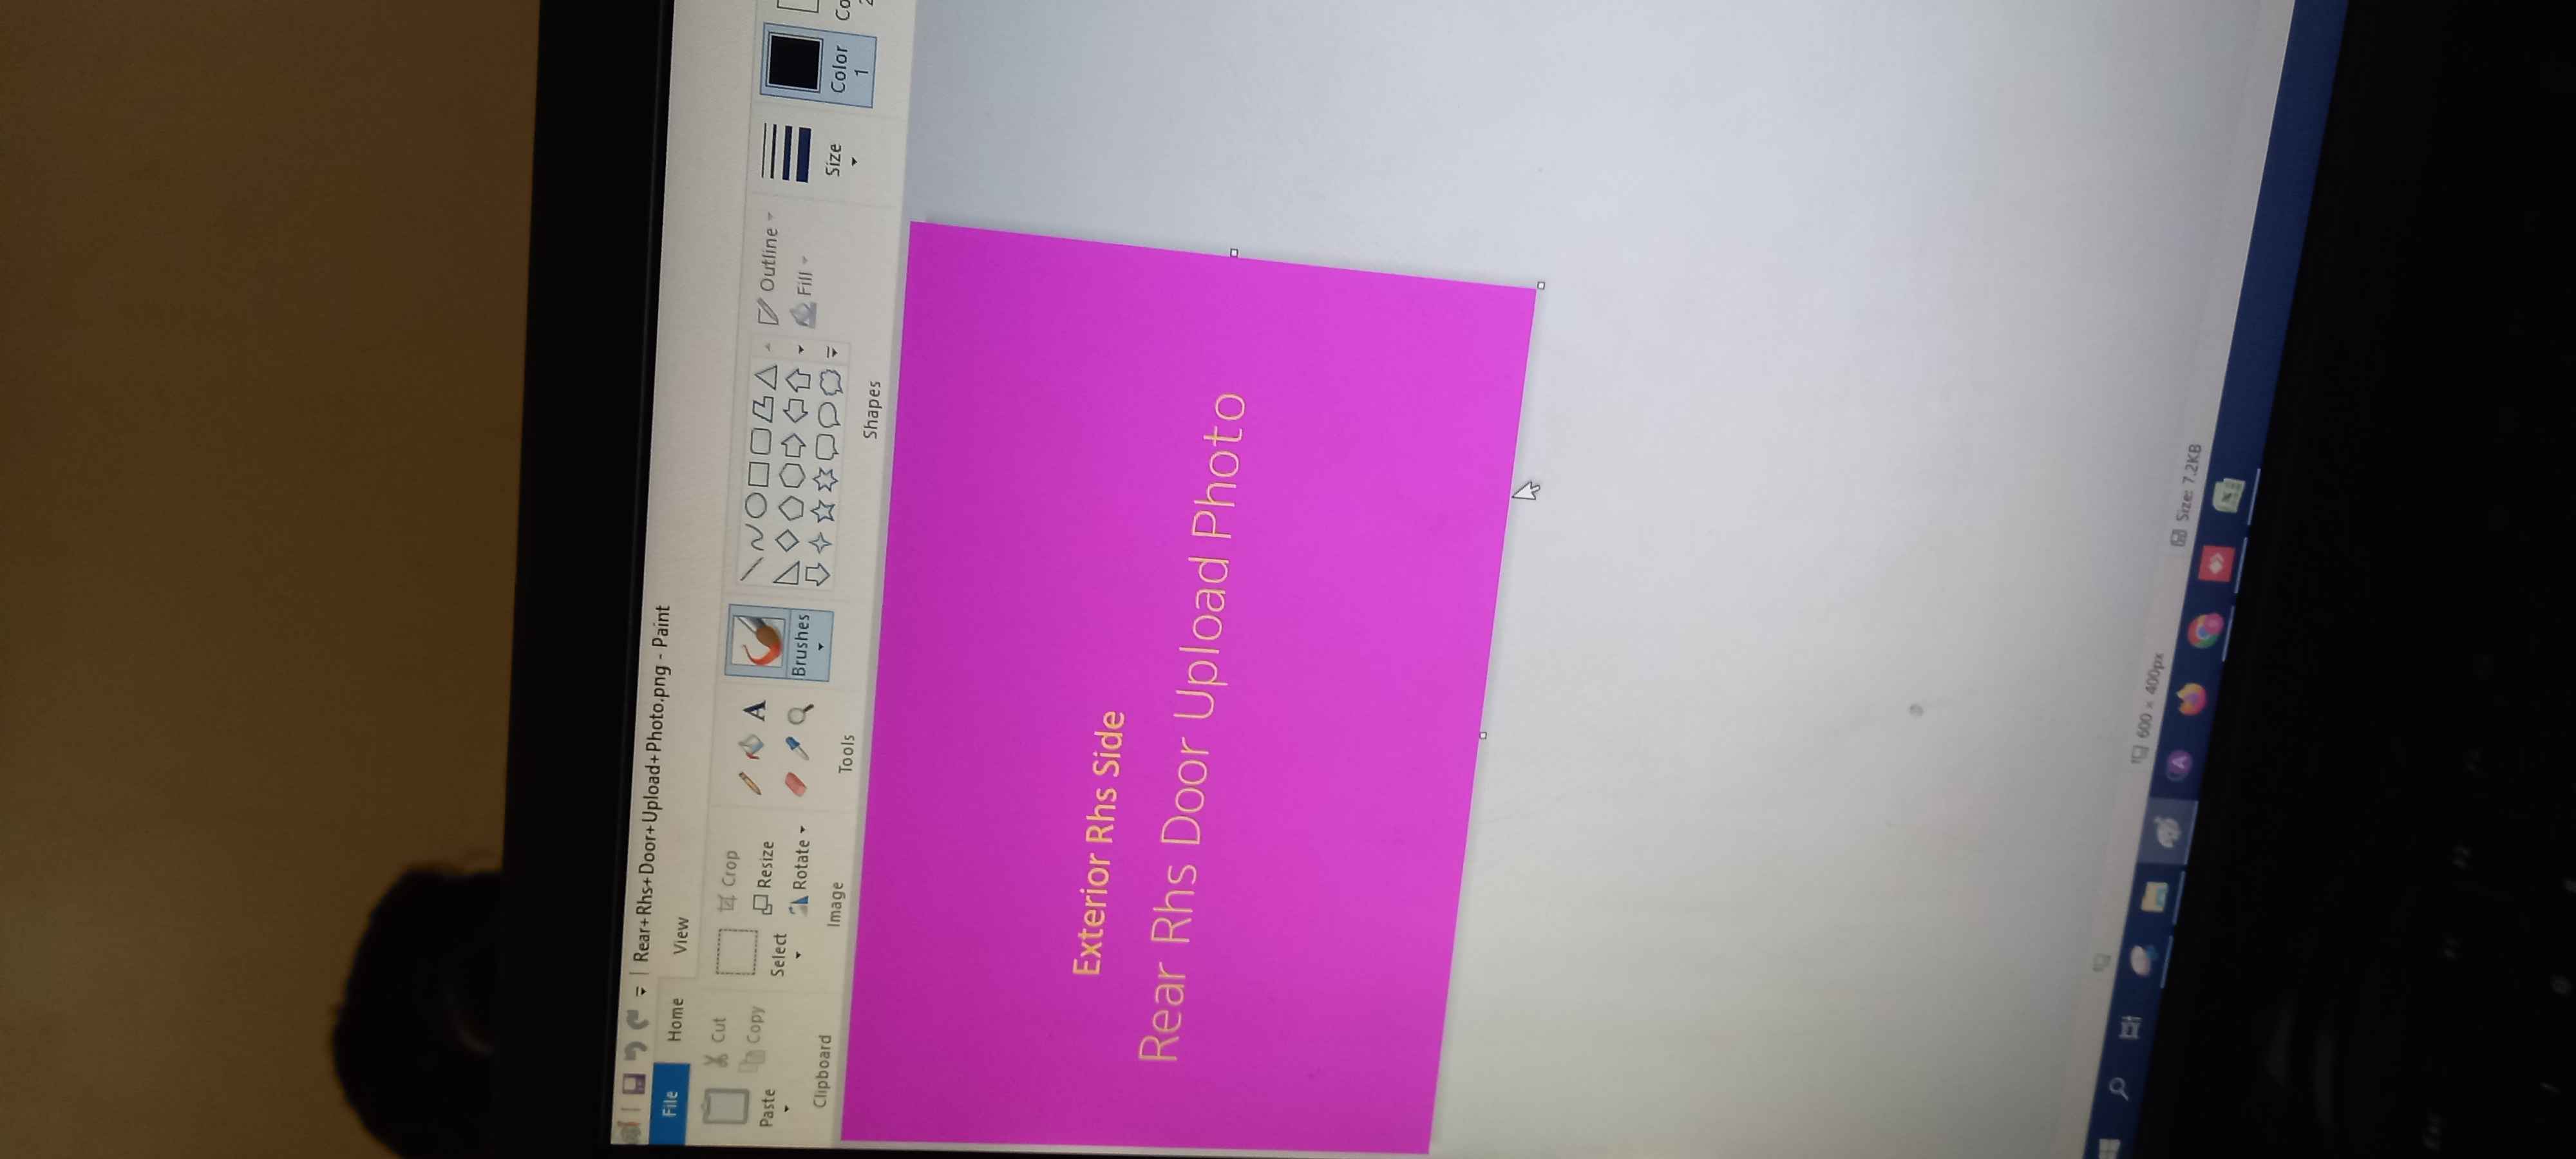 Rear+Rhs+Door+Upload+Photo.png - Paint
File Home View
Paste
Cut
Copy
Clipboard
Select
Crop
Resize
Rotate
Image
A
Tools
Brushes
Outline
Fill
Shapes
Size
Color
1
Co
2
Exterior Rhs Side
Rear Rhs Door Upload Photo
600 × 400px
Size: 7.2KB